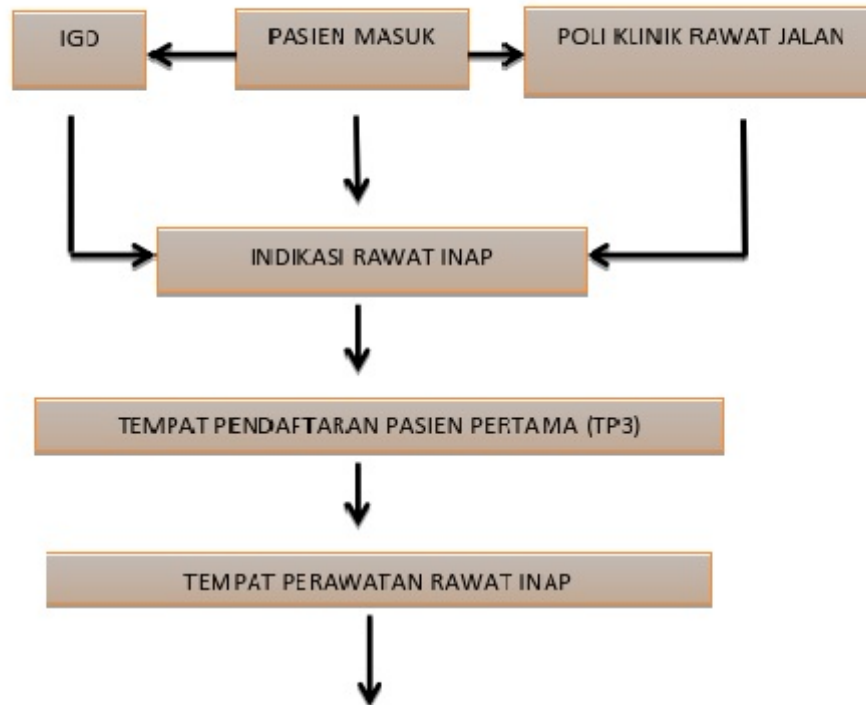 IGD
PASIEN MASUK
POLI KLINIK RAWAT JALAN
INDIKASI RAWAT INAP
TEMPAT PENDAFTARAN PASIEN PERTAMA (TP3)
TEMPAT PERAWATAN RAWAT INAP